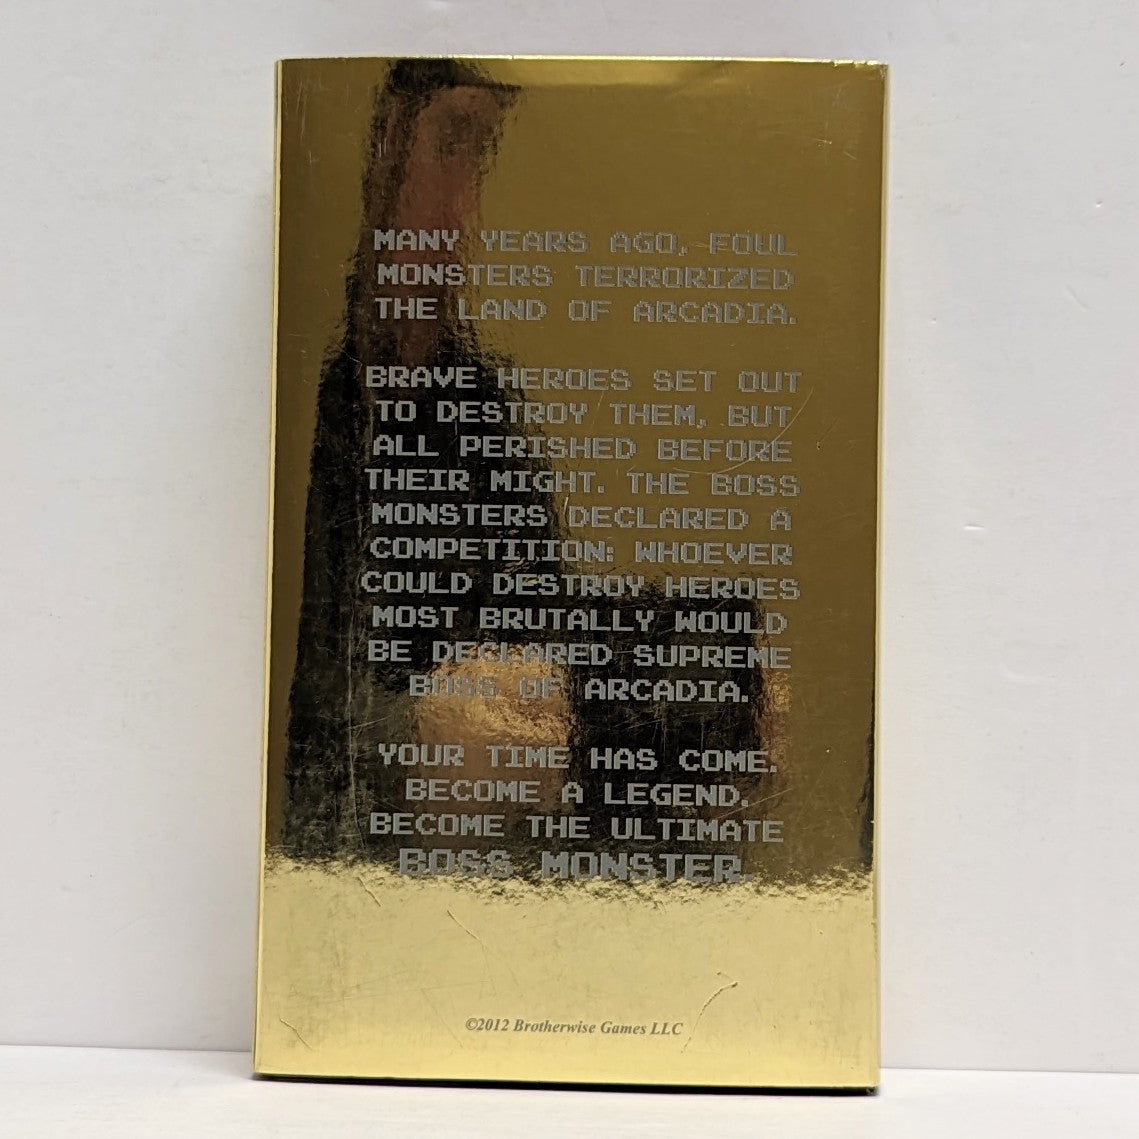 MANY YEARS AGO, FOUL
MONSTERS TERRORIZED
THE LAND OF ARCADIA.
BRAVE HEROES SET OUT
TO DESTROY THEM, BUT
ALL PERISHED BEFORE
THEIR MIGHT. THE BOSS
MONSTERS DECLARED A
COMPETITION: WHOEVER
COULD DESTROY HEROES
MOST BRUTALLY WOULD
BE DECLARED SUPREME
BOSS OF ARCADIA.
YOUR TIME HAS COME.
BECOME A LEGEND.
BECOME THE ULTIMATE
BOSS MONSTER.
©2012 Brotherwise Games LLC